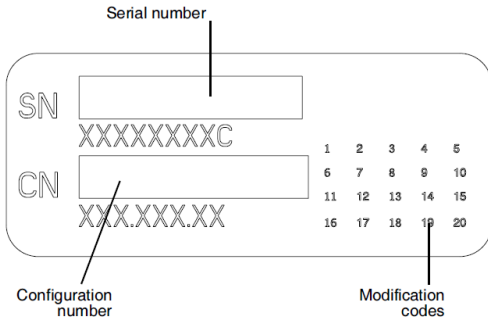 Serial number
SN
XXXXXXXXC
CN
XXX.XXX.XX
1 2 3 4 5
6 7 8 9 10
11 12 13 14 15
16 17 18 19 20
Configuration
number
Modification
codes